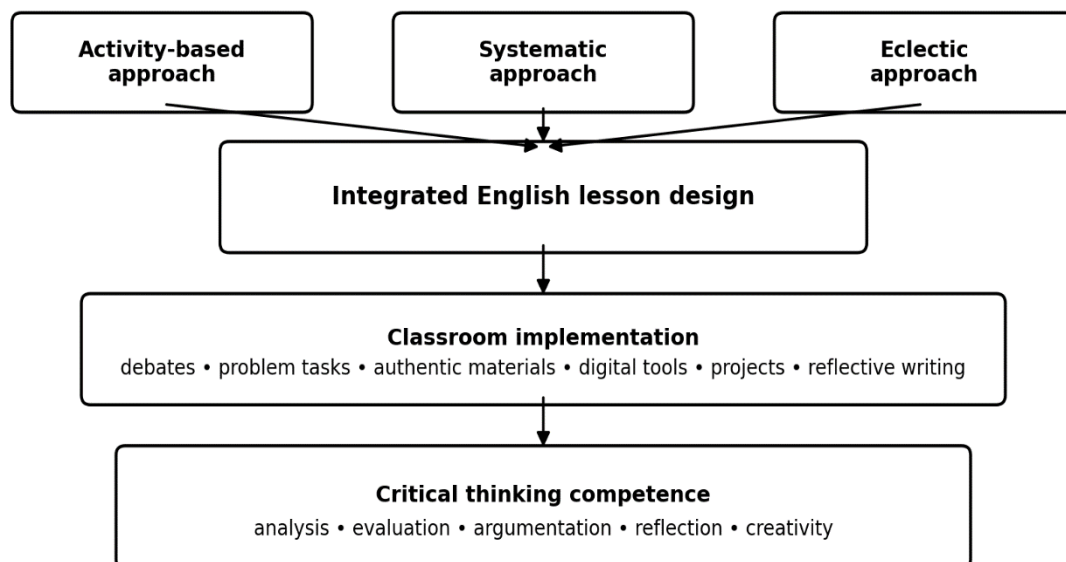 Activity-based
approach
Systematic
approach
Eclectic
approach
Integrated English lesson design
Classroom implementation
debates • problem tasks • authentic materials • digital tools • projects • reflective writing
Critical thinking competence
analysis • evaluation • argumentation • reflection • creativity